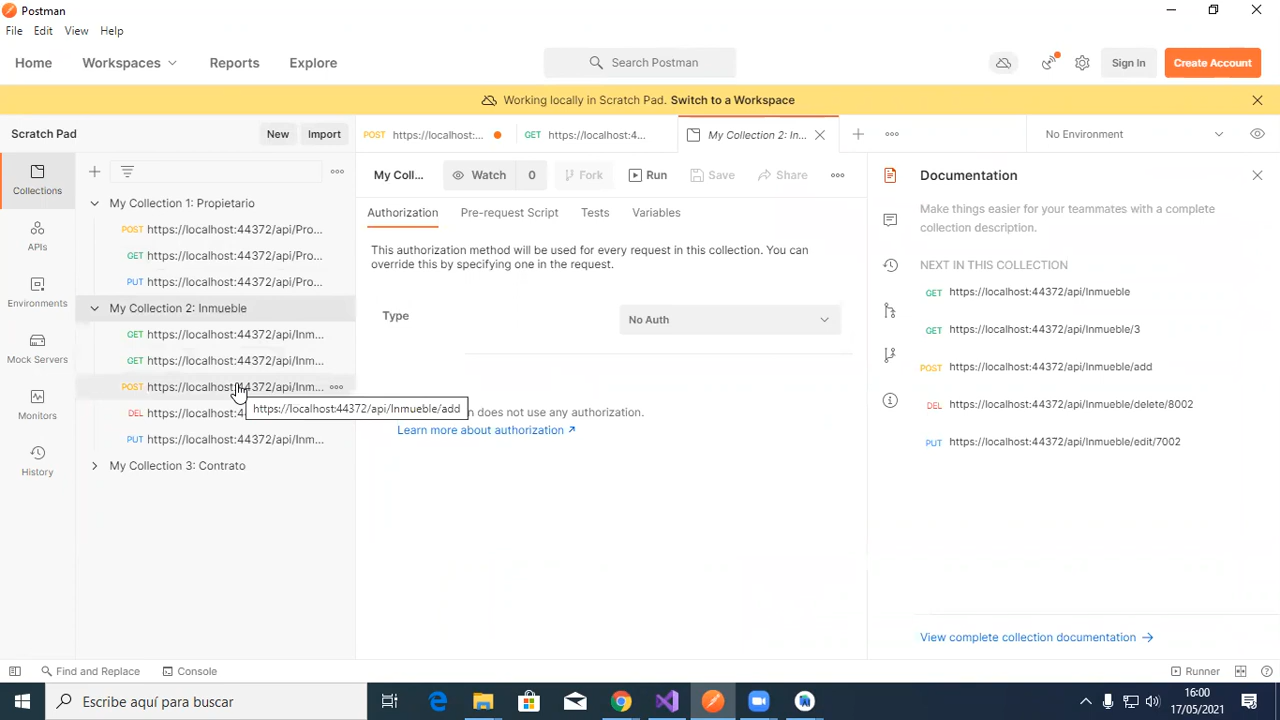 Postman
File Edit View Help
Home Workspaces Reports Explore Search Postman Sign In Create Account
Working locally in Scratch Pad. Switch to a Workspace
Scratch Pad New Import
POST https://localhost:... GET https://localhost:4... My Collection 2: In... No Environment
Collections
APIs
Environments
Mock Servers
Monitors
History
My Collection 1: Propietario
POST https://localhost:44372/api/Pro...
GET https://localhost:44372/api/Pro...
PUT https://localhost:44372/api/Pro...
My Collection 2: Inmueble
GET https://localhost:44372/api/Inm...
GET https://localhost:44372/api/Inm...
POST https://localhost:44372/api/Inm...
https://localhost:44372/api/Inmueble/add
DEL https://localhost:4
PUT https://localhost:44372/api/Inm...
My Collection 3: Contrato
My Coll... Watch 0 Fork Run Save Share
Authorization Pre-request Script Tests Variables
This authorization method will be used for every request in this collection. You can
override this by specifying one in the request.
Type No Auth
does not use any authorization.
Learn more about authorization
Documentation
Make things easier for your teammates with a complete
collection description.
NEXT IN THIS COLLECTION
GET https://localhost:44372/api/Inmueble
GET https://localhost:44372/api/Inmueble/3
POST https://localhost:44372/api/Inmueble/add
DEL https://localhost:44372/api/Inmueble/delete/8002
PUT https://localhost:44372/api/Inmueble/edit/7002
View complete collection documentation
Find and Replace Console Runner
Escribe aquí para buscar
16:00
17/05/2021